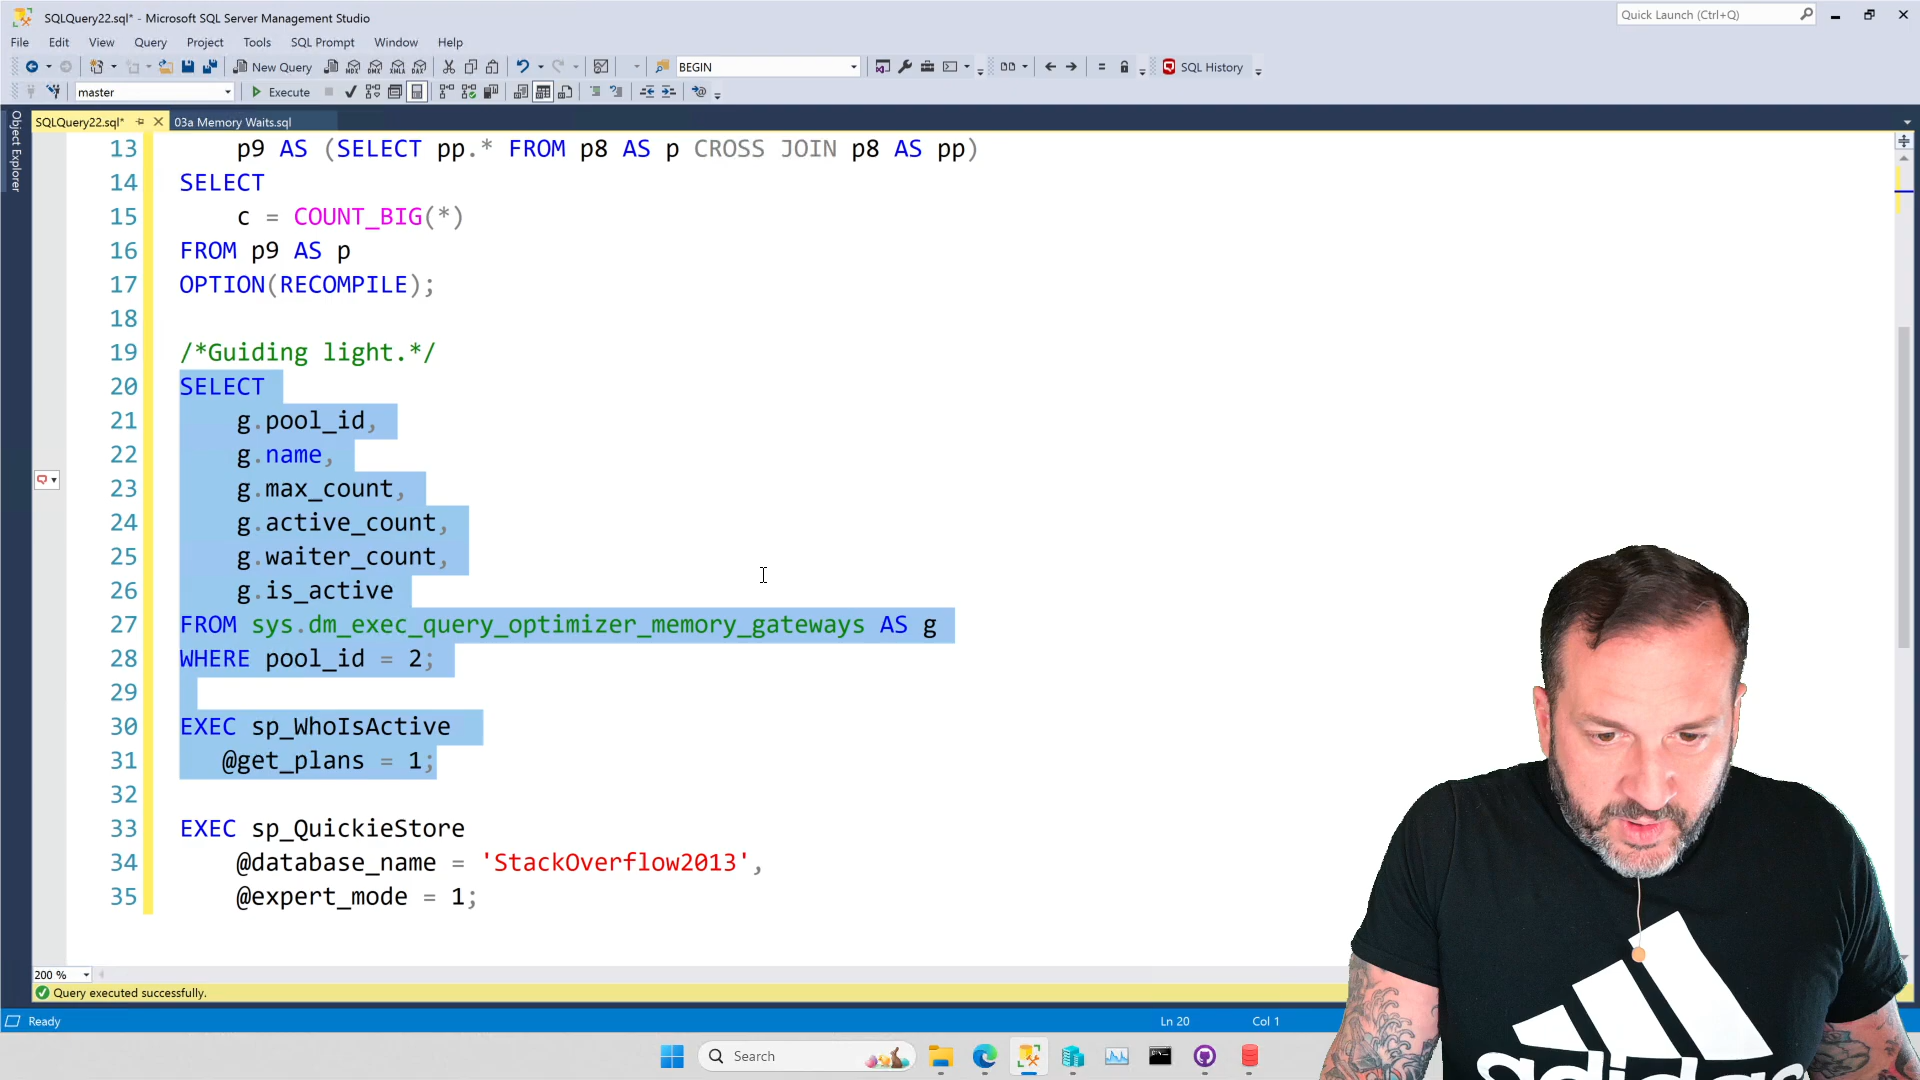 SQLQuery22.sql* - Microsoft SQL Server Management Studio
Quick Launch (Ctrl+Q)
File Edit View Query Project Tools SQL Prompt Window Help
New Query
BEGIN
SQL History
master
Execute
SQLQuery22.sql*
03a Memory Waits.sql
Object Explorer
13 p9 AS (SELECT pp.* FROM p8 AS p CROSS JOIN p8 AS pp)
14 SELECT
15 c = COUNT_BIG(*)
16 FROM p9 AS p
17 OPTION(RECOMPILE);
18
19 /*Guiding light.*/
20 SELECT
21 g.pool_id,
22 g.name,
23 g.max_count,
24 g.active_count,
25 g.waiter_count,
26 g.is_active
27 FROM sys.dm_exec_query_optimizer_memory_gateways AS g
28 WHERE pool_id = 2;
29
30 EXEC sp_WhoIsActive
31 @get_plans = 1;
32
33 EXEC sp_QuickieStore
34 @database_name = 'StackOverflow2013',
35 @expert_mode = 1;
200 %
Query executed successfully.
Ready
Ln 20
Col 1
Search
adidas